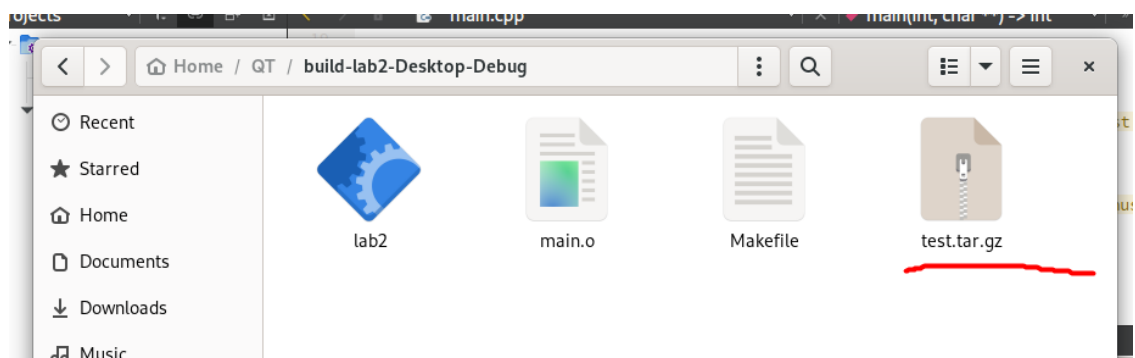 ojects
main.cpp
main(int, char **) -> int
Home / QT / build-lab2-Desktop-Debug
Recent
Starred
Home
Documents
Downloads
Music
lab2
main.o
Makefile
test.tar.gz